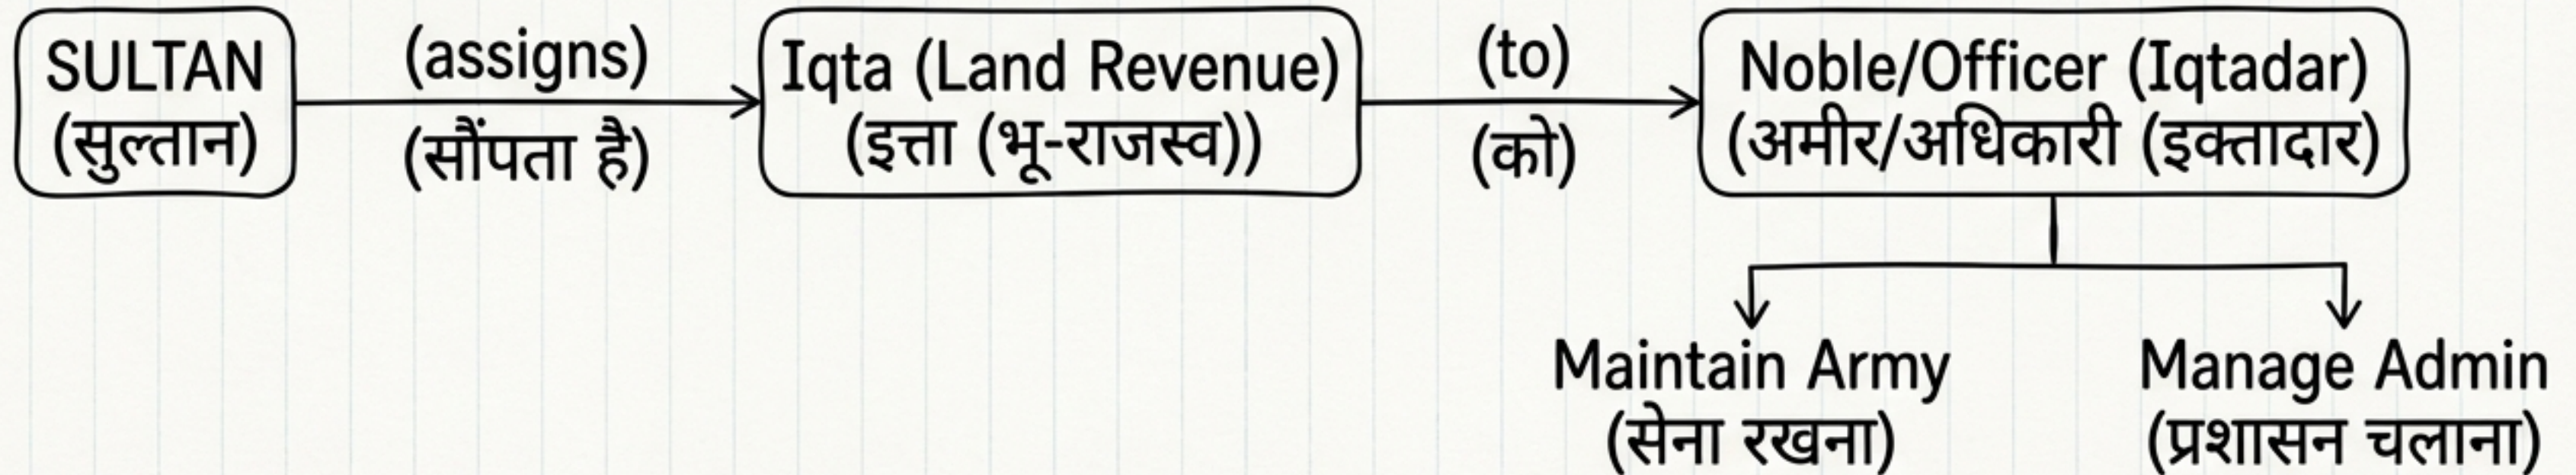 SULTAN
(सुल्तान)
(assigns)
(सौंपता है)
Iqta (Land Revenue)
(इत्ता (भू-राजस्व))
(to)
(को)
Noble/Officer (Iqtadar)
(अमीर/अधिकारी (इक्तादार)
Maintain Army
(सेना रखना)
Manage Admin
(प्रशासन चलाना)